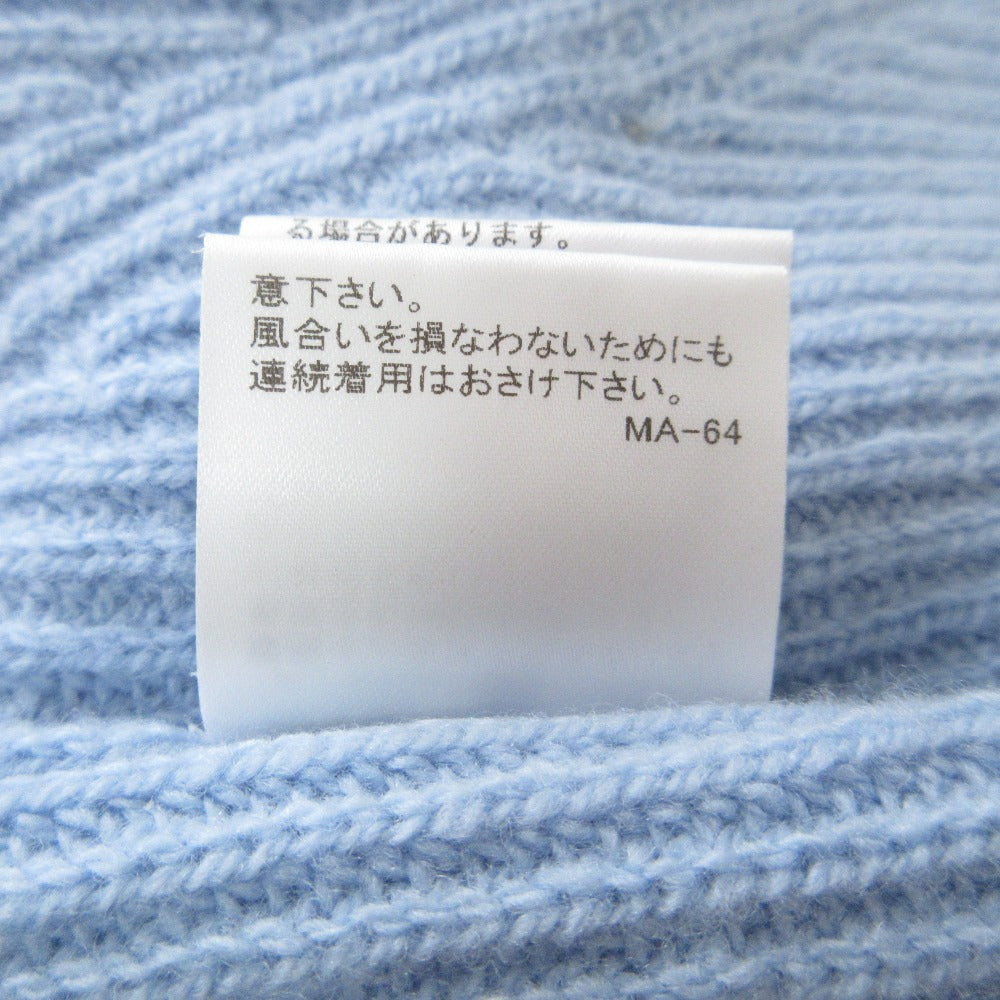 る場合があります。
意下さい。
風合いを損なわないためにも
連続着用はおさけ下さい。
MA-64